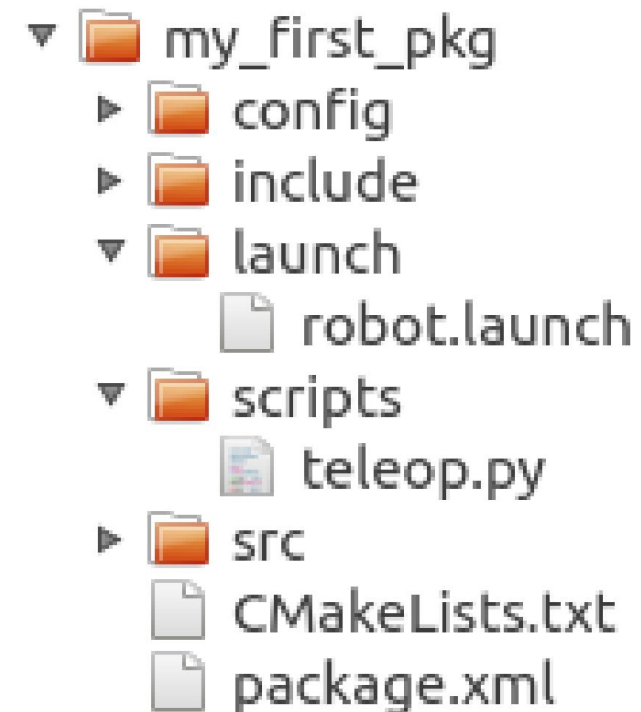 my_first_pkg
config
include
launch
robot.launch
scripts
teleop.py
src
CMakeLists.txt
package.xml